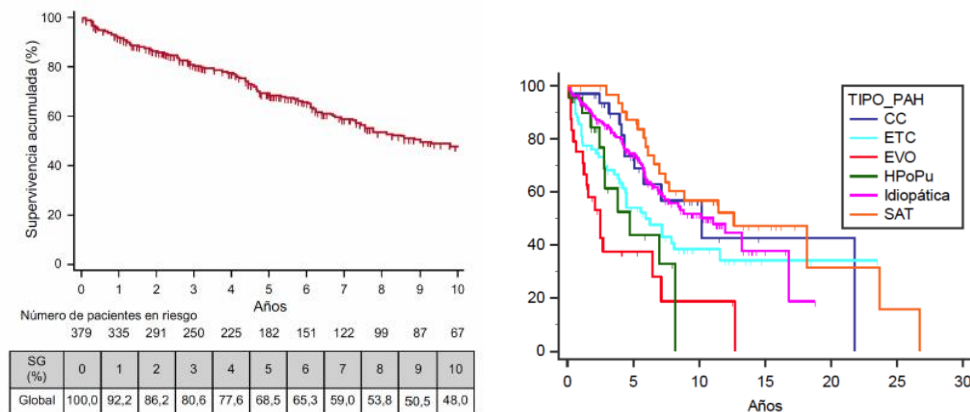 100
80
60
40
20
0
Supervivencia acumulada (%)
0 1 2 3 4 5 6 7 8 9 10
Años
Número de pacientes en riesgo
379 335 291 250 225 182 151 122 99 87 67
SG (%) 0 1 2 3 4 5 6 7 8 9 10
Global 100,0 92,2 86,2 80,6 77,6 68,5 65,3 59,0 53,8 50,5 48,0
100
80
60
40
20
0
TIPO_PAH
CC
ETC
EVO
HPoPu
Idiopática
SAT
0 5 10 15 20 25 30
Años